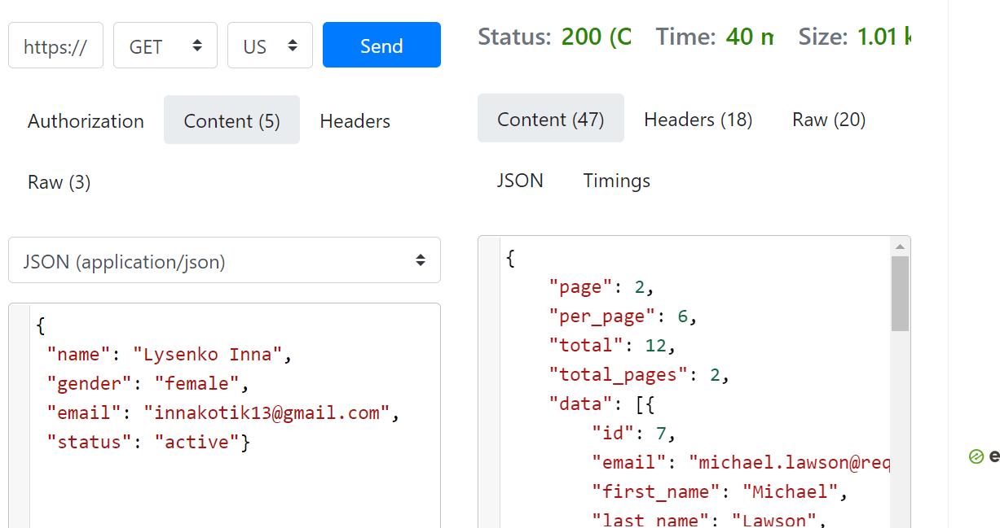 https:// GET US Send
Authorization Content (5) Headers
Raw (3)
JSON (application/json)
{
"name": "Lysenko Inna",
"gender": "female",
"email": "innakotik13@gmail.com",
"status": "active"}
Status: 200 (O Time: 40 m Size: 1.01 k
Content (47) Headers (18) Raw (20)
JSON Timings
{
"page": 2,
"per_page": 6,
"total": 12,
"total_pages": 2,
"data": [{
"id": 7,
"email": "michael.lawson@req
"first_name": "Michael",
"last_name": "Lawson",
e